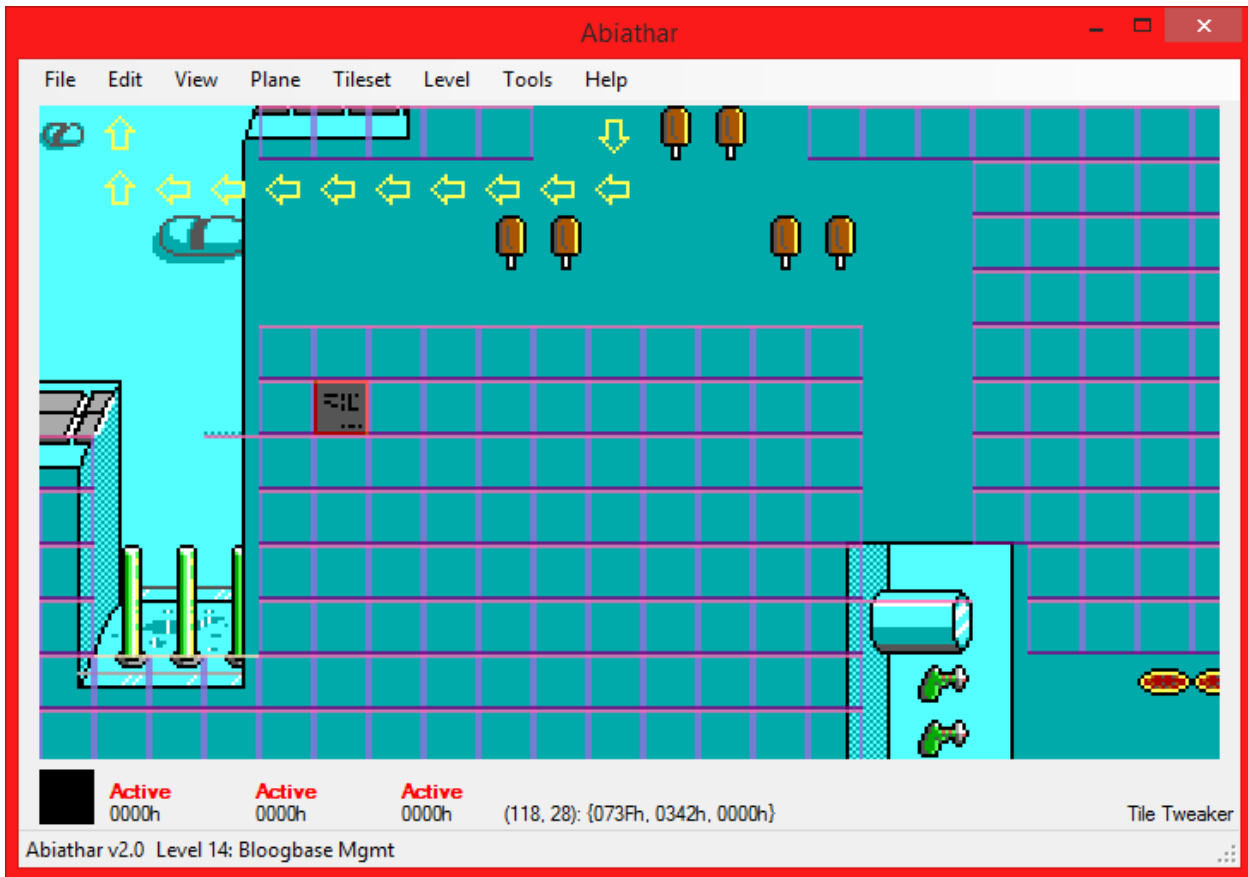 Abiathar
File Edit View Plane Tileset Level Tools Help
Active Active Active
0000h 0000h 0000h (118, 28): {073Fh, 0342h, 0000h} Tile Tweaker
Abiathar v2.0 Level 14: Bloogbase Mgmt